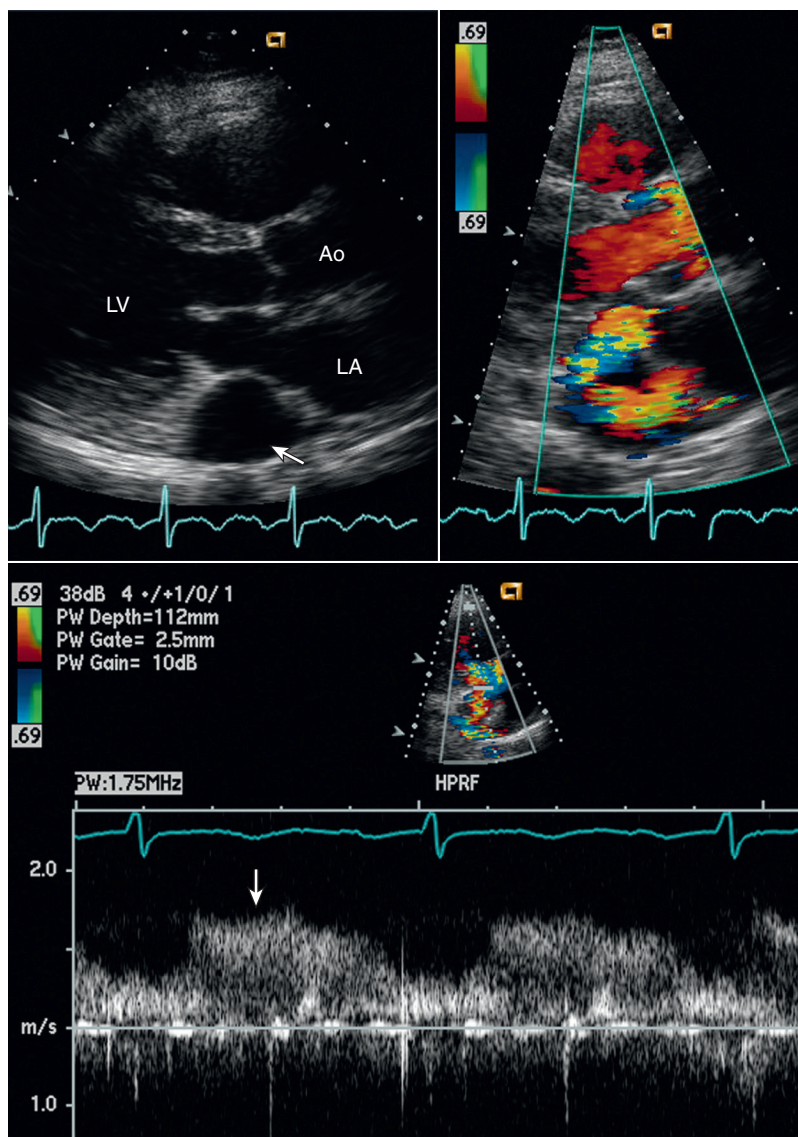 .69
.69
Ao
LV
LA
.69
38dB 4 +/+1/0/ 1
PW Depth=112mm
PW Gate= 2.5mm
PW Gain= 10dB
.69
PW:1.75MHz
HPRF
2.0
m/s
1.0